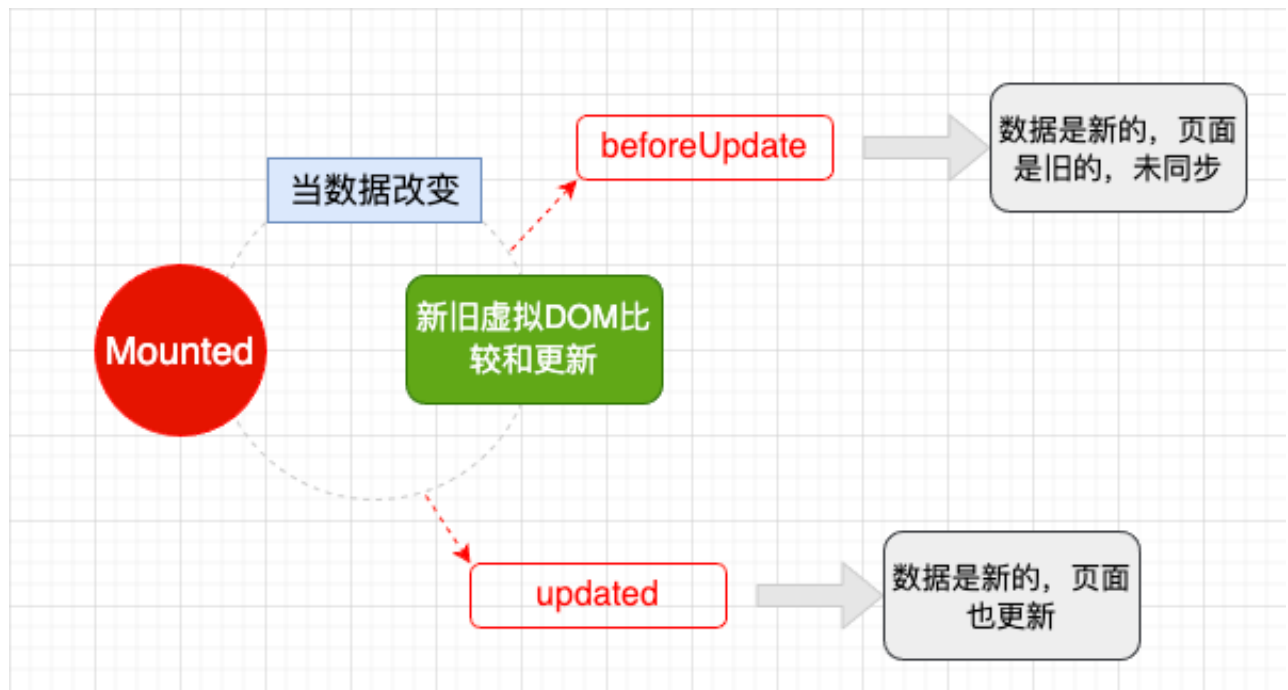 beforeUpdate
数据是新的，页面
是旧的，未同步
当数据改变
Mounted
新旧虚拟DOM比
较和更新
updated
数据是新的，页面
也更新